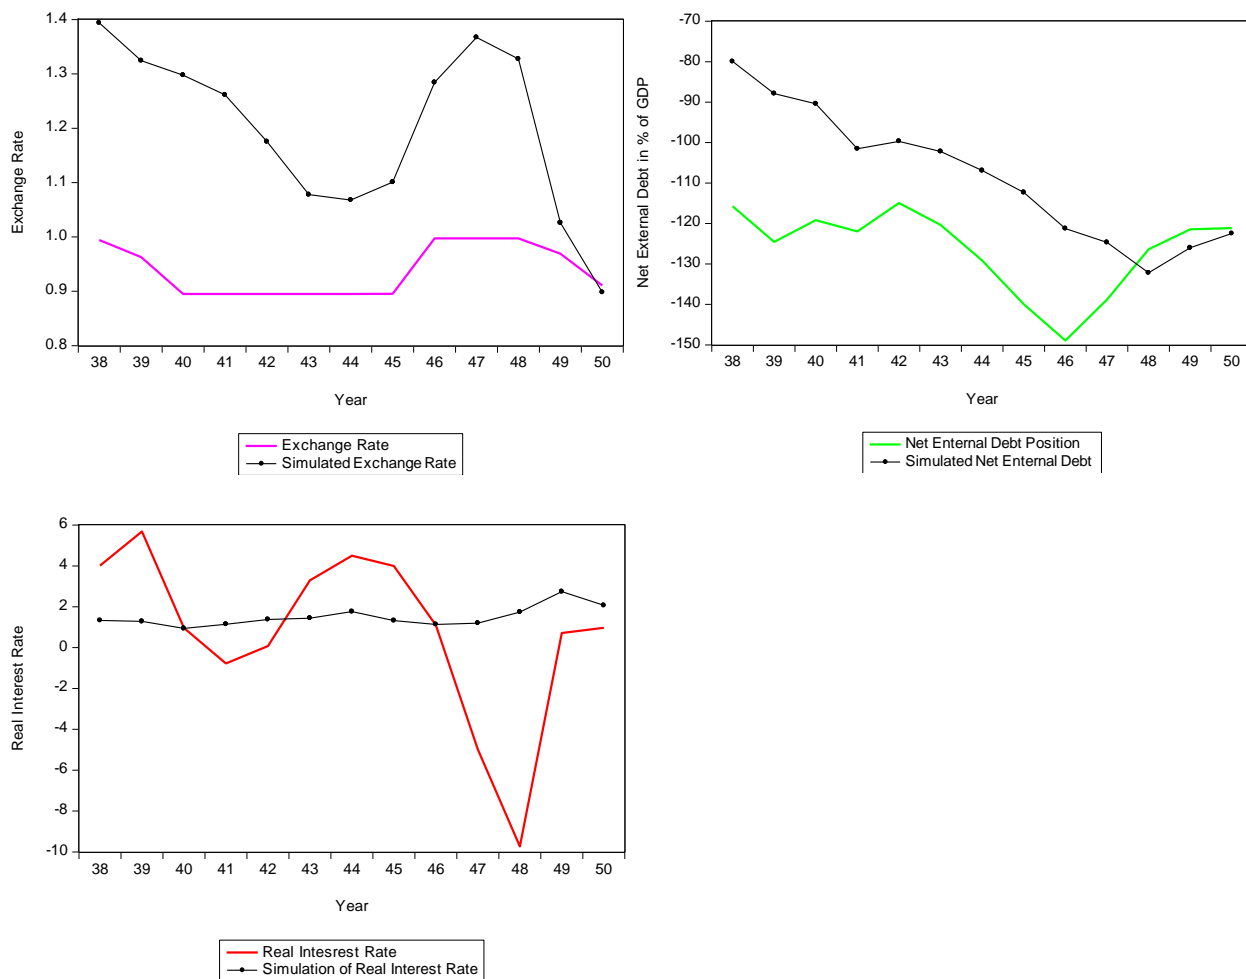 Exchange Rate
1.4
1.3
1.2
1.1
1.0
0.9
0.8
38 39 40 41 42 43 44 45 46 47 48 49 50
Year
Exchange Rate
Simulated Exchange Rate
Net External Debt in % of GDP
-70
-80
-90
-100
-110
-120
-130
-140
-150
38 39 40 41 42 43 44 45 46 47 48 49 50
Year
Net Enternal Debt Position
Simulated Net Enternal Debt
Real Interest Rate
6
4
2
0
-2
-4
-6
-8
-10
38 39 40 41 42 43 44 45 46 47 48 49 50
Year
Real Intesrest Rate
Simulation of Real Interest Rate